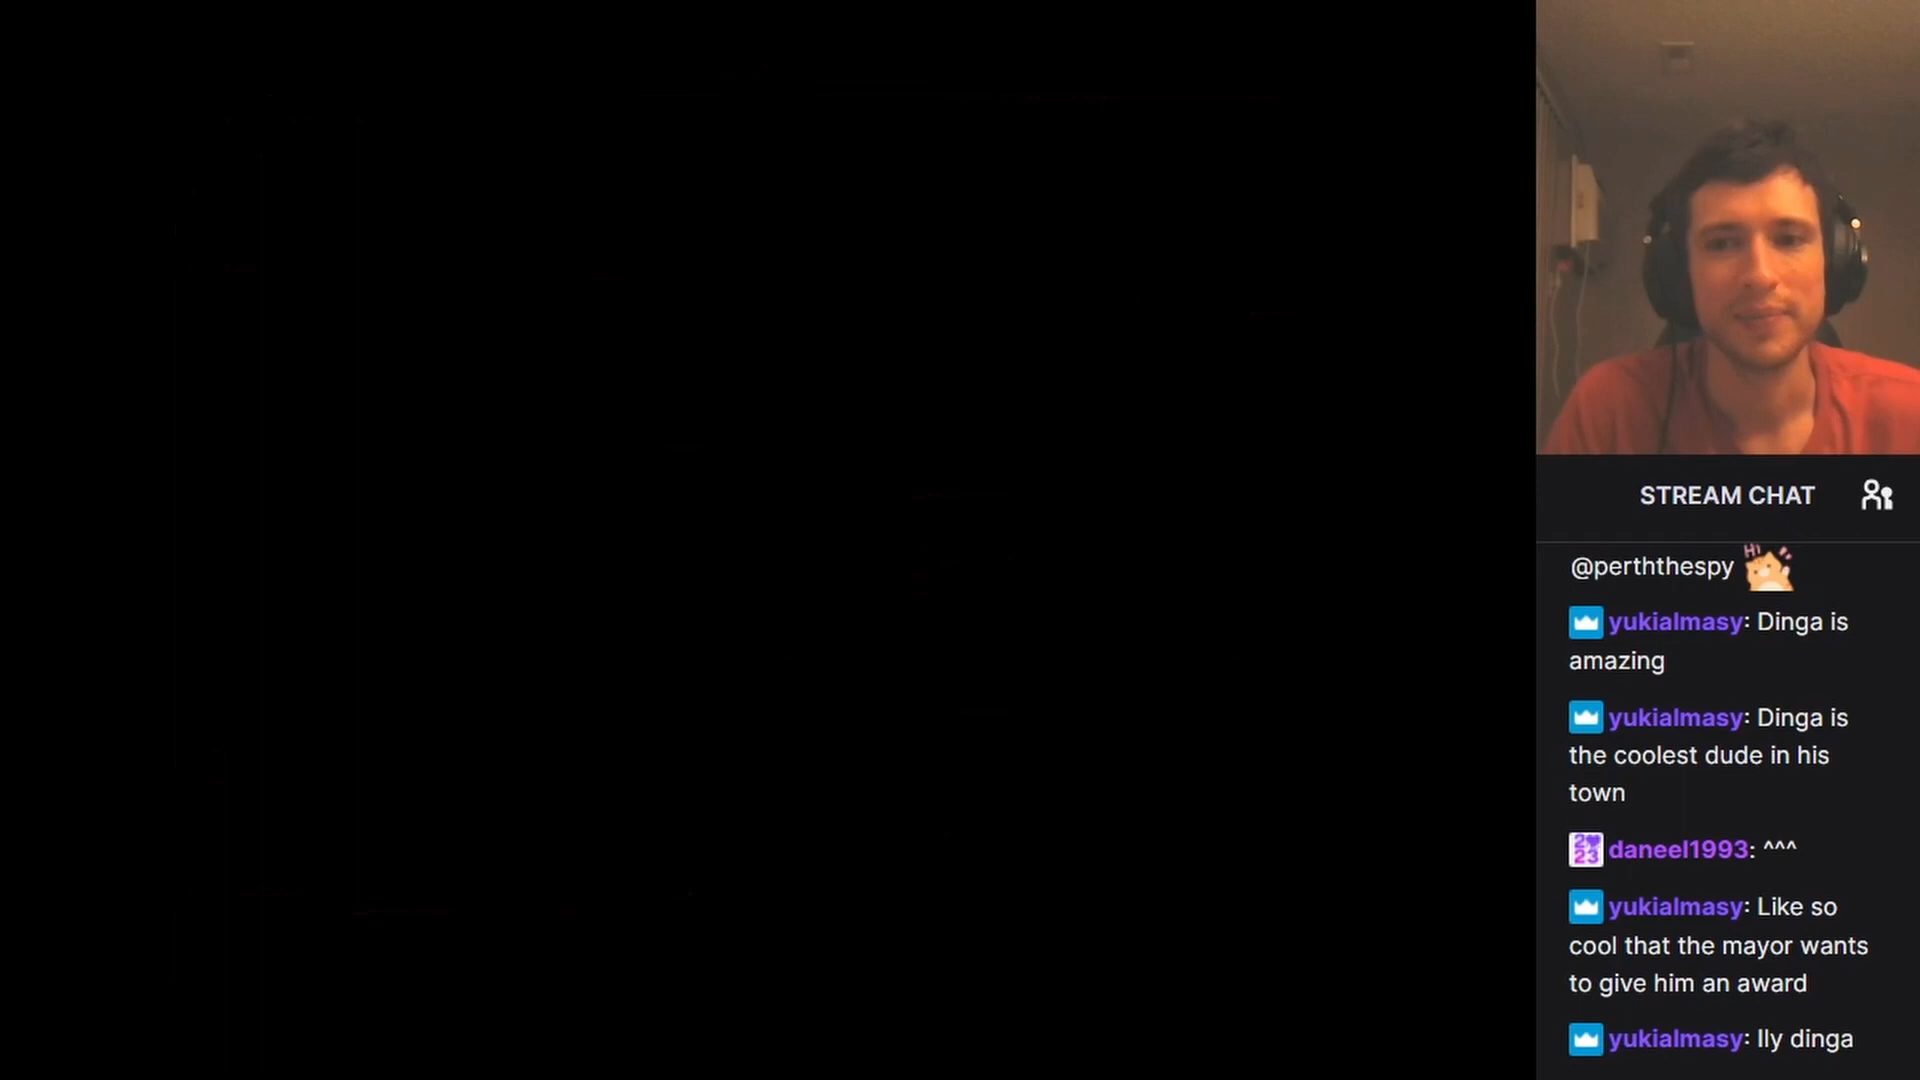 STREAM CHAT
@perththespy Hi
yukialmasy: Dinga is
amazing
yukialmasy: Dinga is
the coolest dude in his
town
daneel1993: ^^^
yukialmasy: Like so
cool that the mayor wants
to give him an award
yukialmasy: Ily dinga